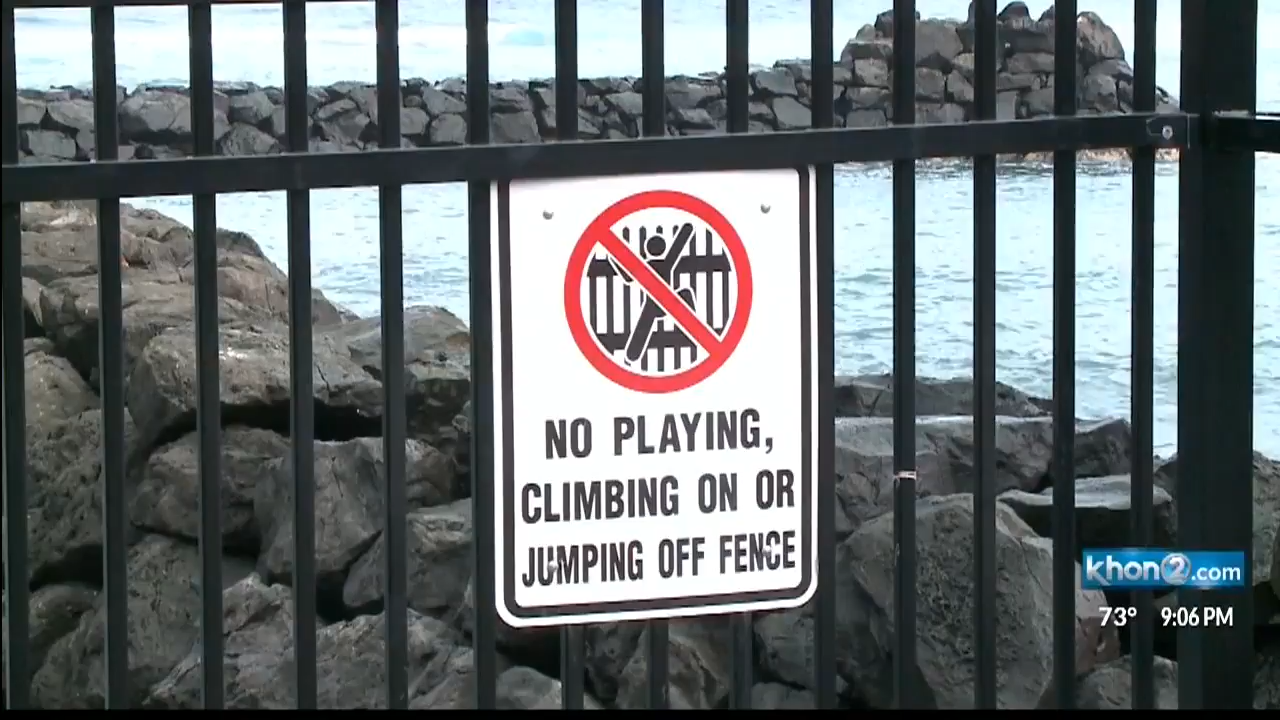 NO PLAYING,
CLIMBING ON OR
JUMPING OFF FENCE
khon2.com
73° 9:06 PM